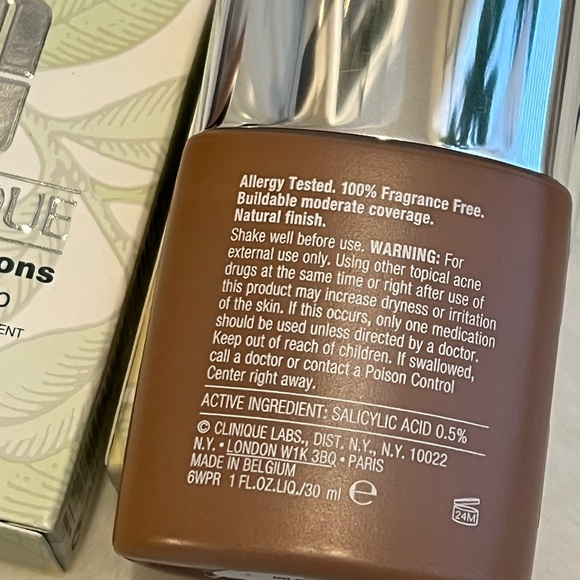 QUE
ons
ENT
Allergy Tested. 100% Fragrance Free.
Buildable moderate coverage.
Natural finish.
Shake well before use. WARNING: For
external use only. Using other topical acne
drugs at the same time or right after use of
this product may increase dryness or irritation
of the skin. If this occurs, only one medication
should be used unless directed by a doctor.
Keep out of reach of children. If swallowed,
call a doctor or contact a Poison Control
Center right away.
ACTIVE INGREDIENT: SALICYLIC ACID 0.5%
© CLINIQUE LABS., DIST. N.Y., N.Y. 10022
N.Y. • LONDON W1K 3BQ • PARIS
MADE IN BELGIUM
6WPR 1 FL.OZ.LIQ./30 ml ℮
24M